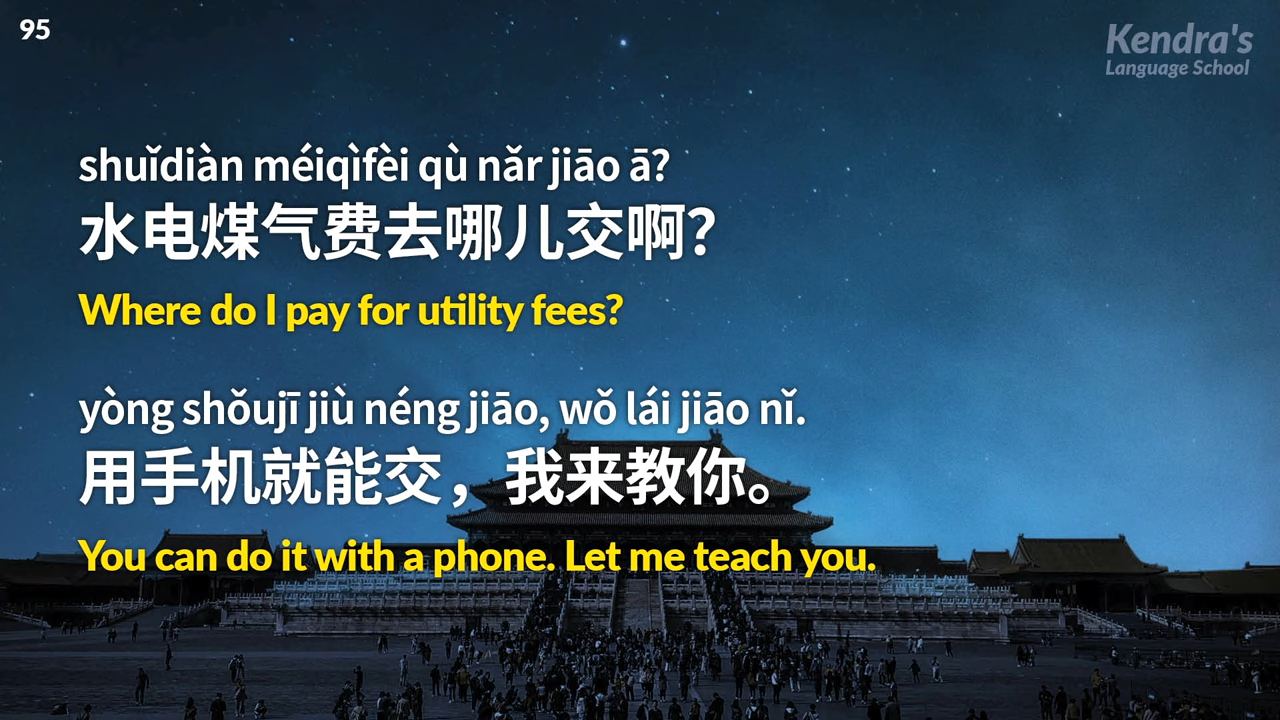 95
Kendra's
Language School
shuǐdiàn méiqìfèi qù nǎr jiāo ā?
水电煤气费去哪儿交啊?
Where do I pay for utility fees?
yòng shǒujī jiù néng jiāo, wǒ lái jiāo nǐ.
用手机就能交，我来教你。
You can do it with a phone. Let me teach you.